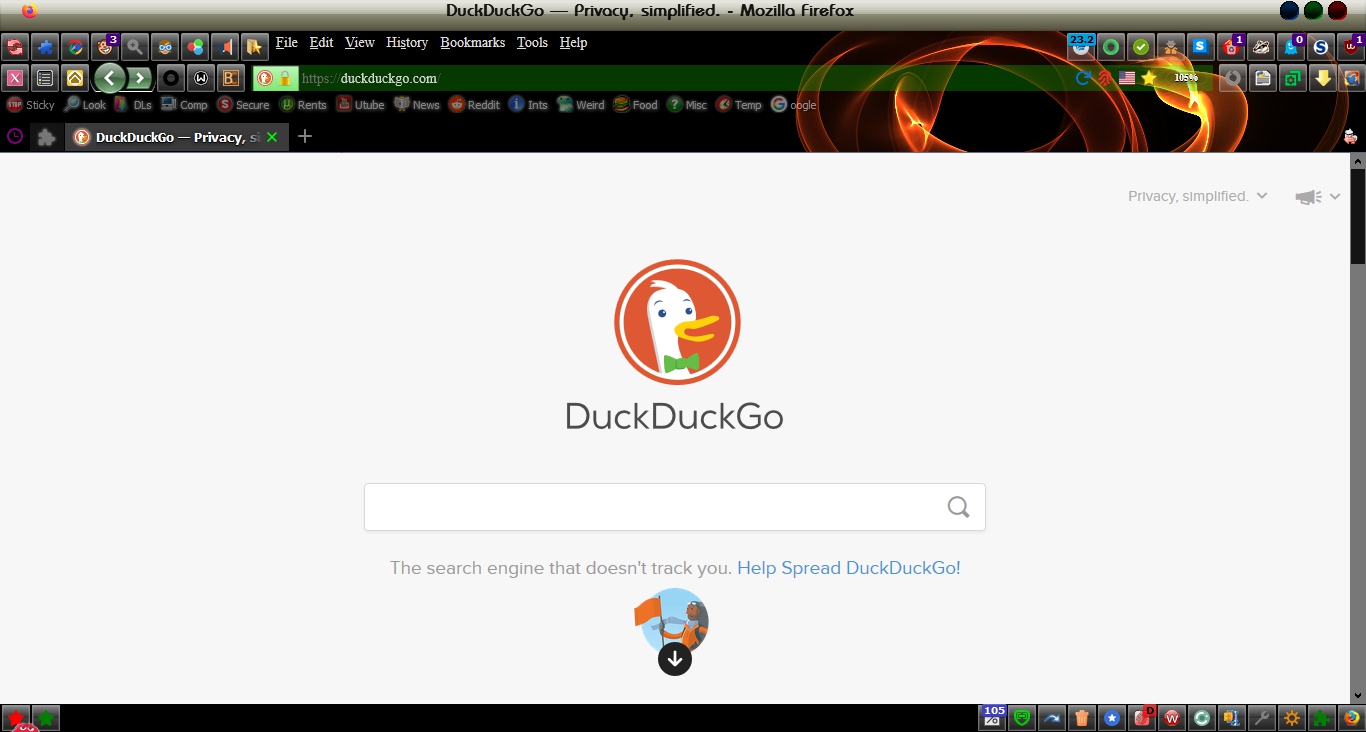 DuckDuckGo — Privacy, simplified. - Mozilla Firefox
3
File Edit View History Bookmarks Tools Help
23.2
1
0
1
https://duckduckgo.com/
105%
STOP Sticky Look DLs Comp Secure Rents Utube News Reddit Ints Weird Food Misc Temp Google
DuckDuckGo — Privacy, si
Privacy, simplified.
DuckDuckGo
The search engine that doesn't track you. Help Spread DuckDuckGo!
105
D